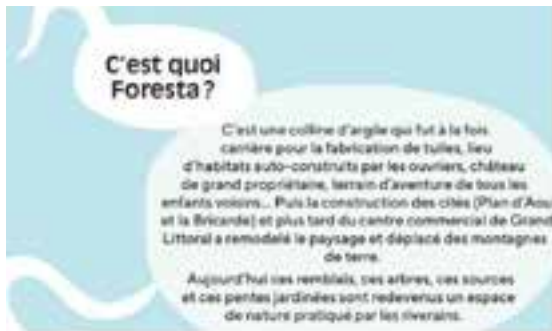 C'est quoi
Foresta ?
C'est une colline d'argile qui fut à la fois
carrière pour la fabrication de tuiles, lieu
d'habitats auto-construits par les ouvriers, château
de grand propriétaire, terrain d'aventure de tous les
enfants voisins... Puis la construction des cités (Plan d'Aou
et la Bricarde) et plus tard du centre commercial de Grand
Littoral a remodelé le paysage et déplacé des montagnes
de terre.
Aujourd'hui ces remblais, ces arbres, ces sources
et ces pentes jardinées sont redevenus un espace
de nature pratiqué par les riverains.